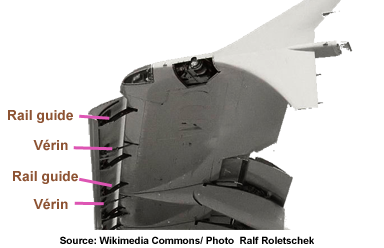 Rail guide
Vérin
Rail guide
Vérin
Source: Wikimedia Commons/ Photo  Ralf Roletschek